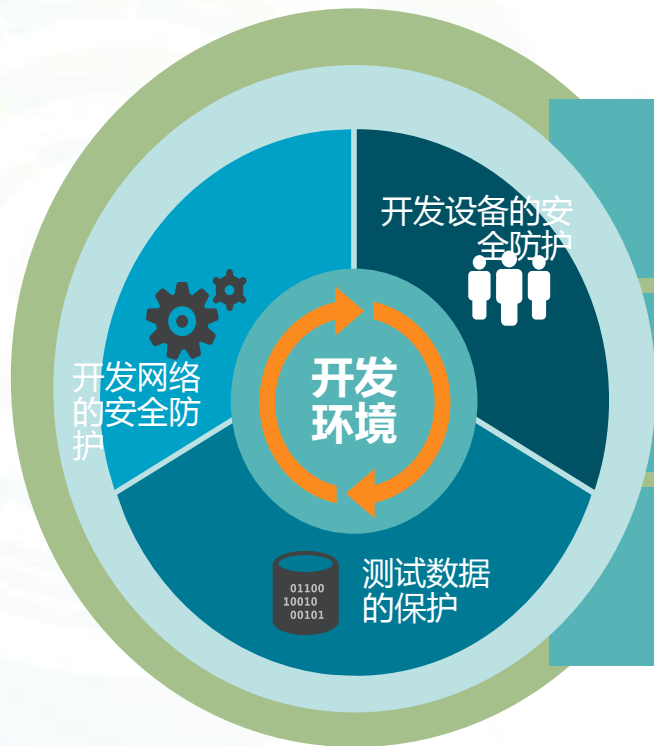 开发设备的安
全防护
开发网络
的安全防
护
开发
环境
测试数据
的保护
01100
10010
00101